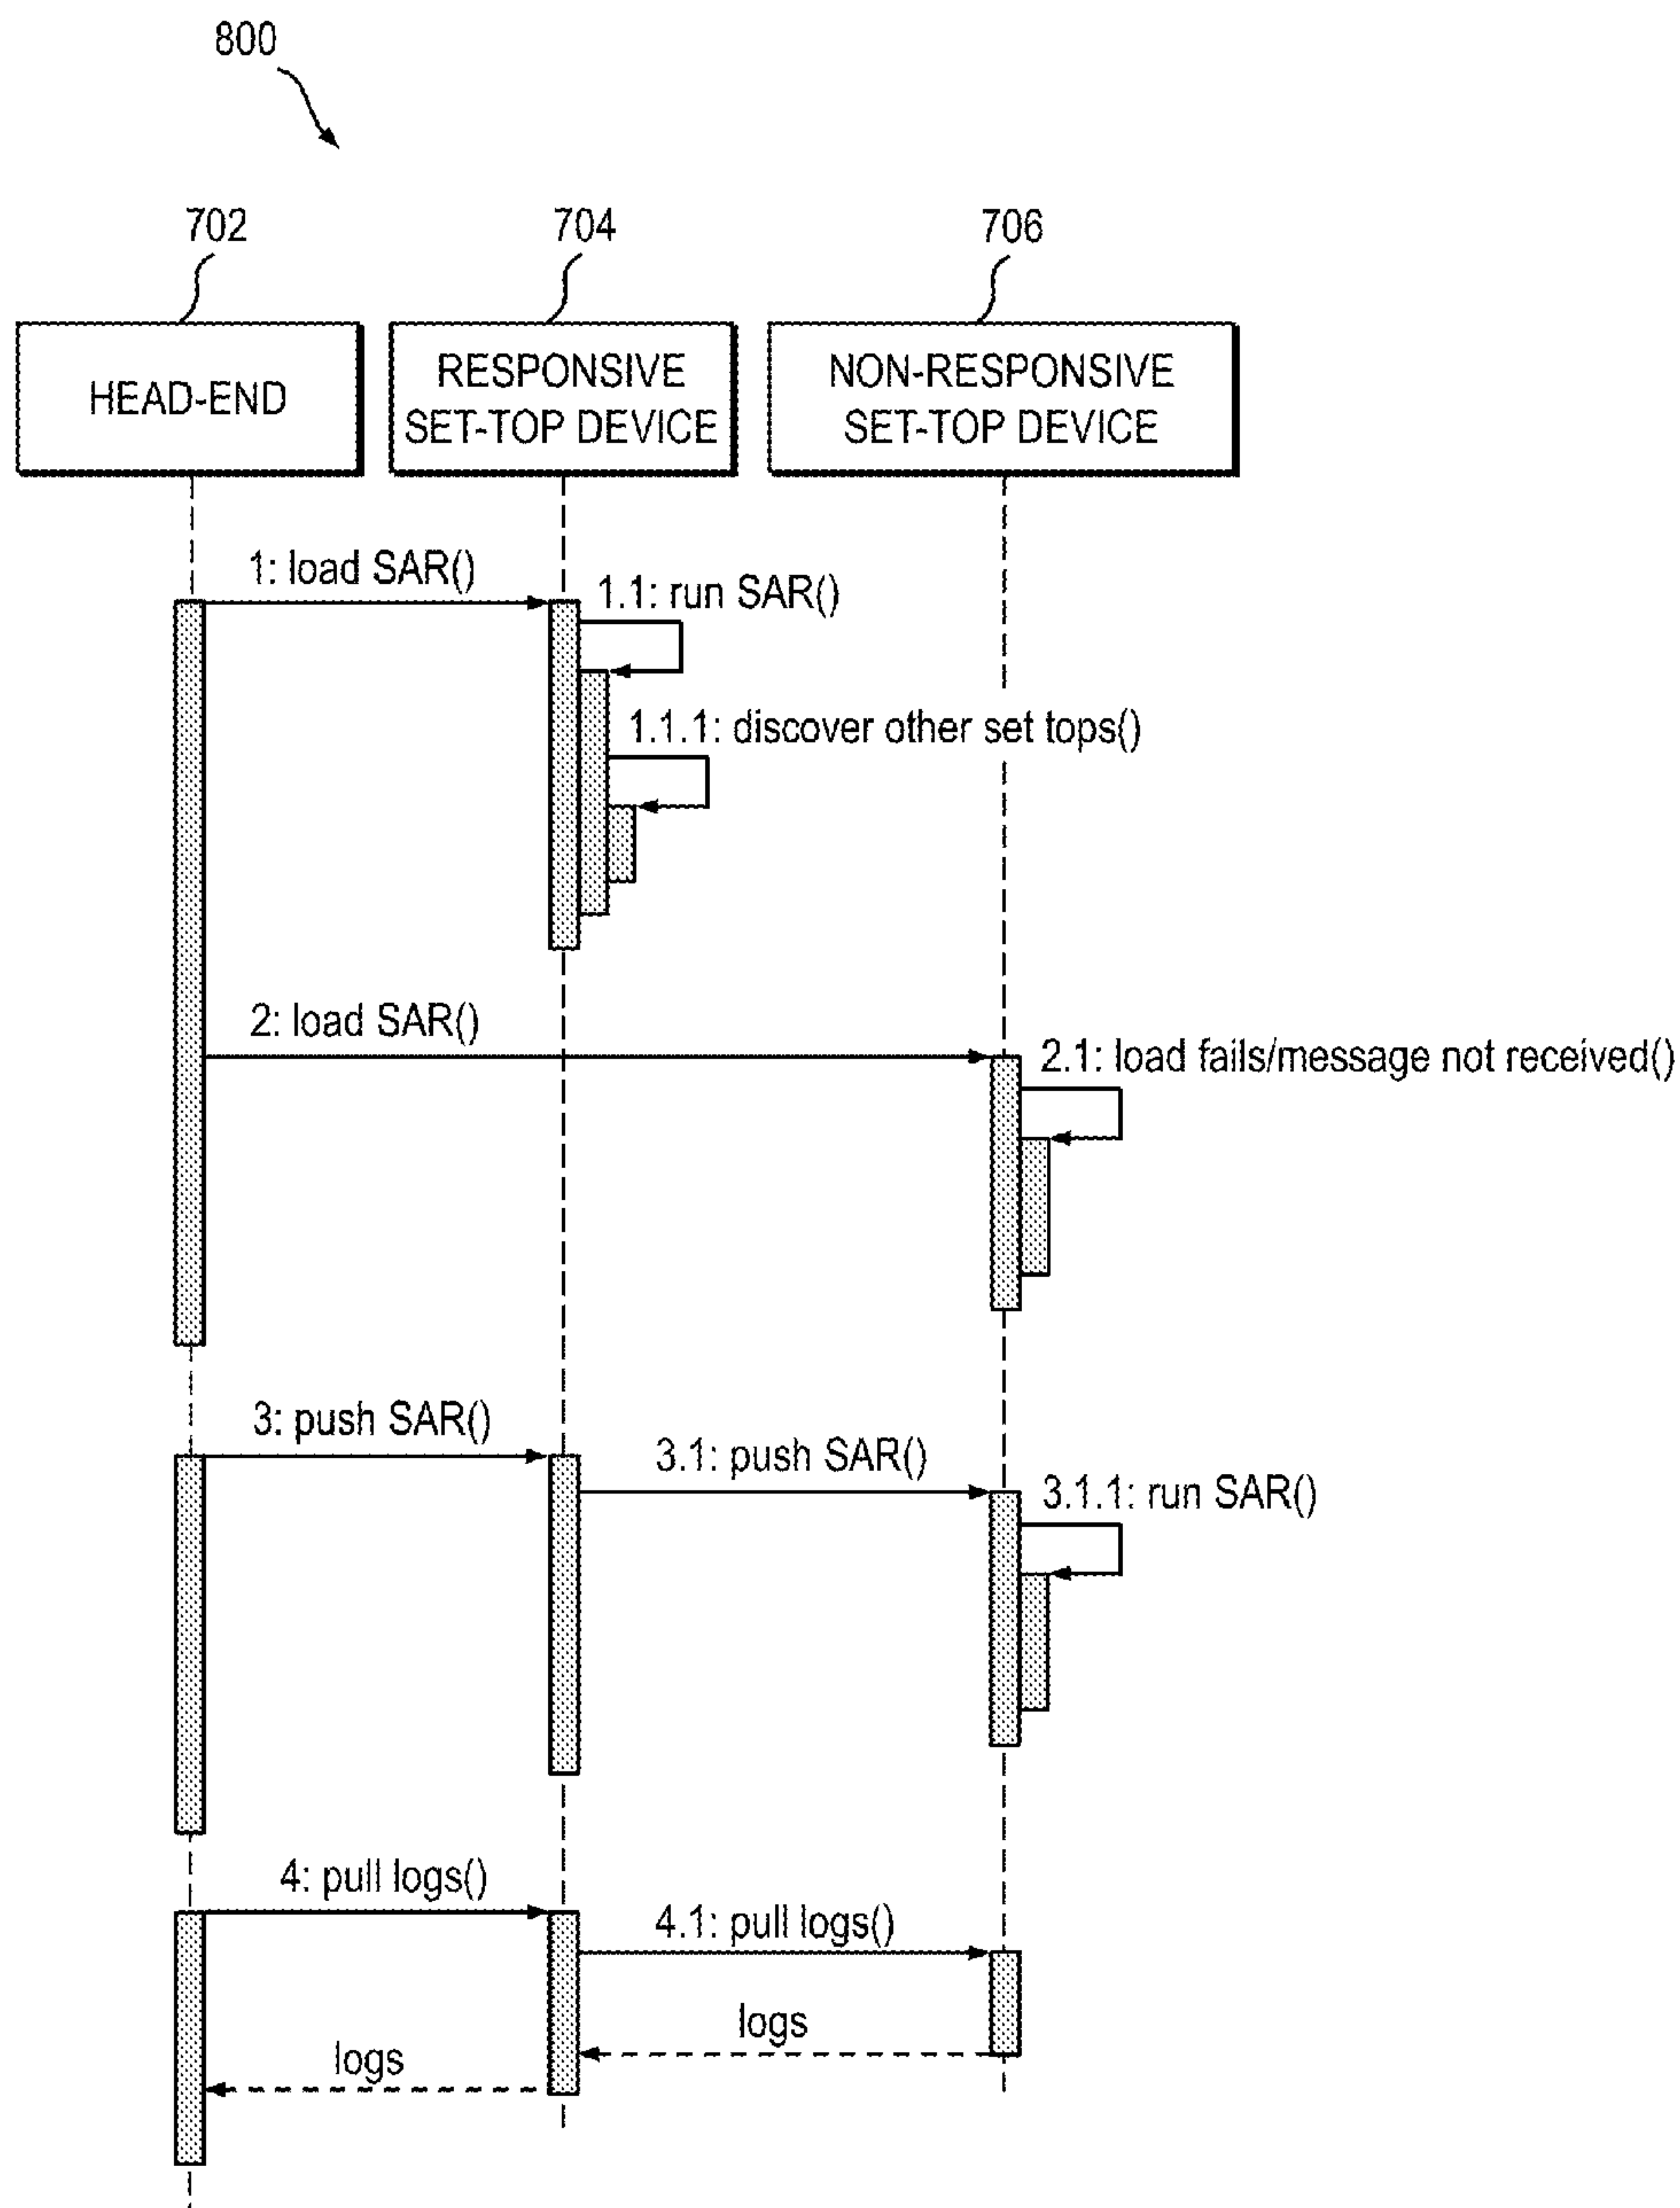 800
702
704
706
HEAD-END
RESPONSIVE
SET-TOP DEVICE
NON-RESPONSIVE
SET-TOP DEVICE
1: load SAR()
1.1: run SAR()
1.1.1: discover other set tops()
2: load SAR()
2.1: load fails/message not received()
3: push SAR()
3.1: push SAR()
3.1.1: run SAR()
4: pull logs()
4.1: pull logs()
logs
logs